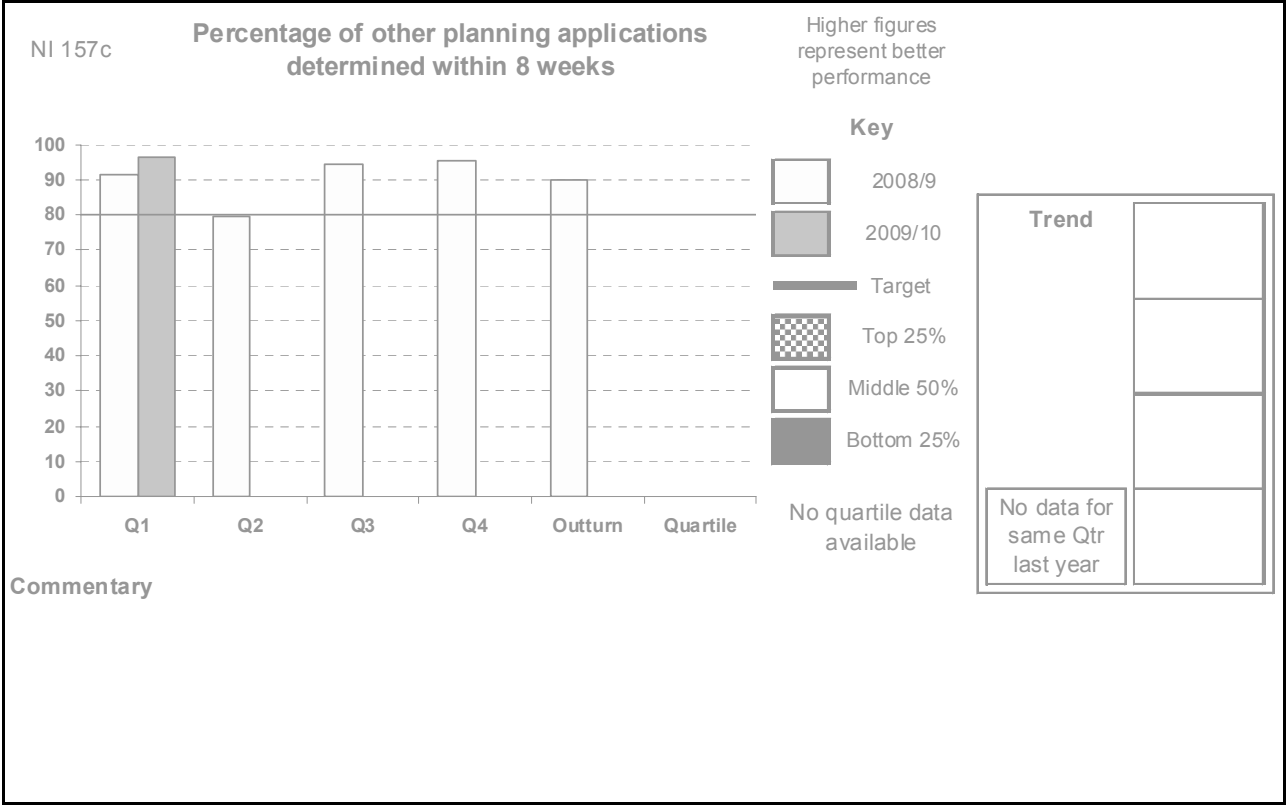 NI 157c
Percentage of other planning applications
determined within 8 weeks
Higher figures
represent better
performance
100
90
80
70
60
50
40
30
20
10
0
Q1
Q2
Q3
Q4
Outturn
Quartile
Key
2008/9
2009/10
Target
Top 25%
Middle 50%
Bottom 25%
No quartile data
available
Trend
No data for
same Qtr
last year
Commentary